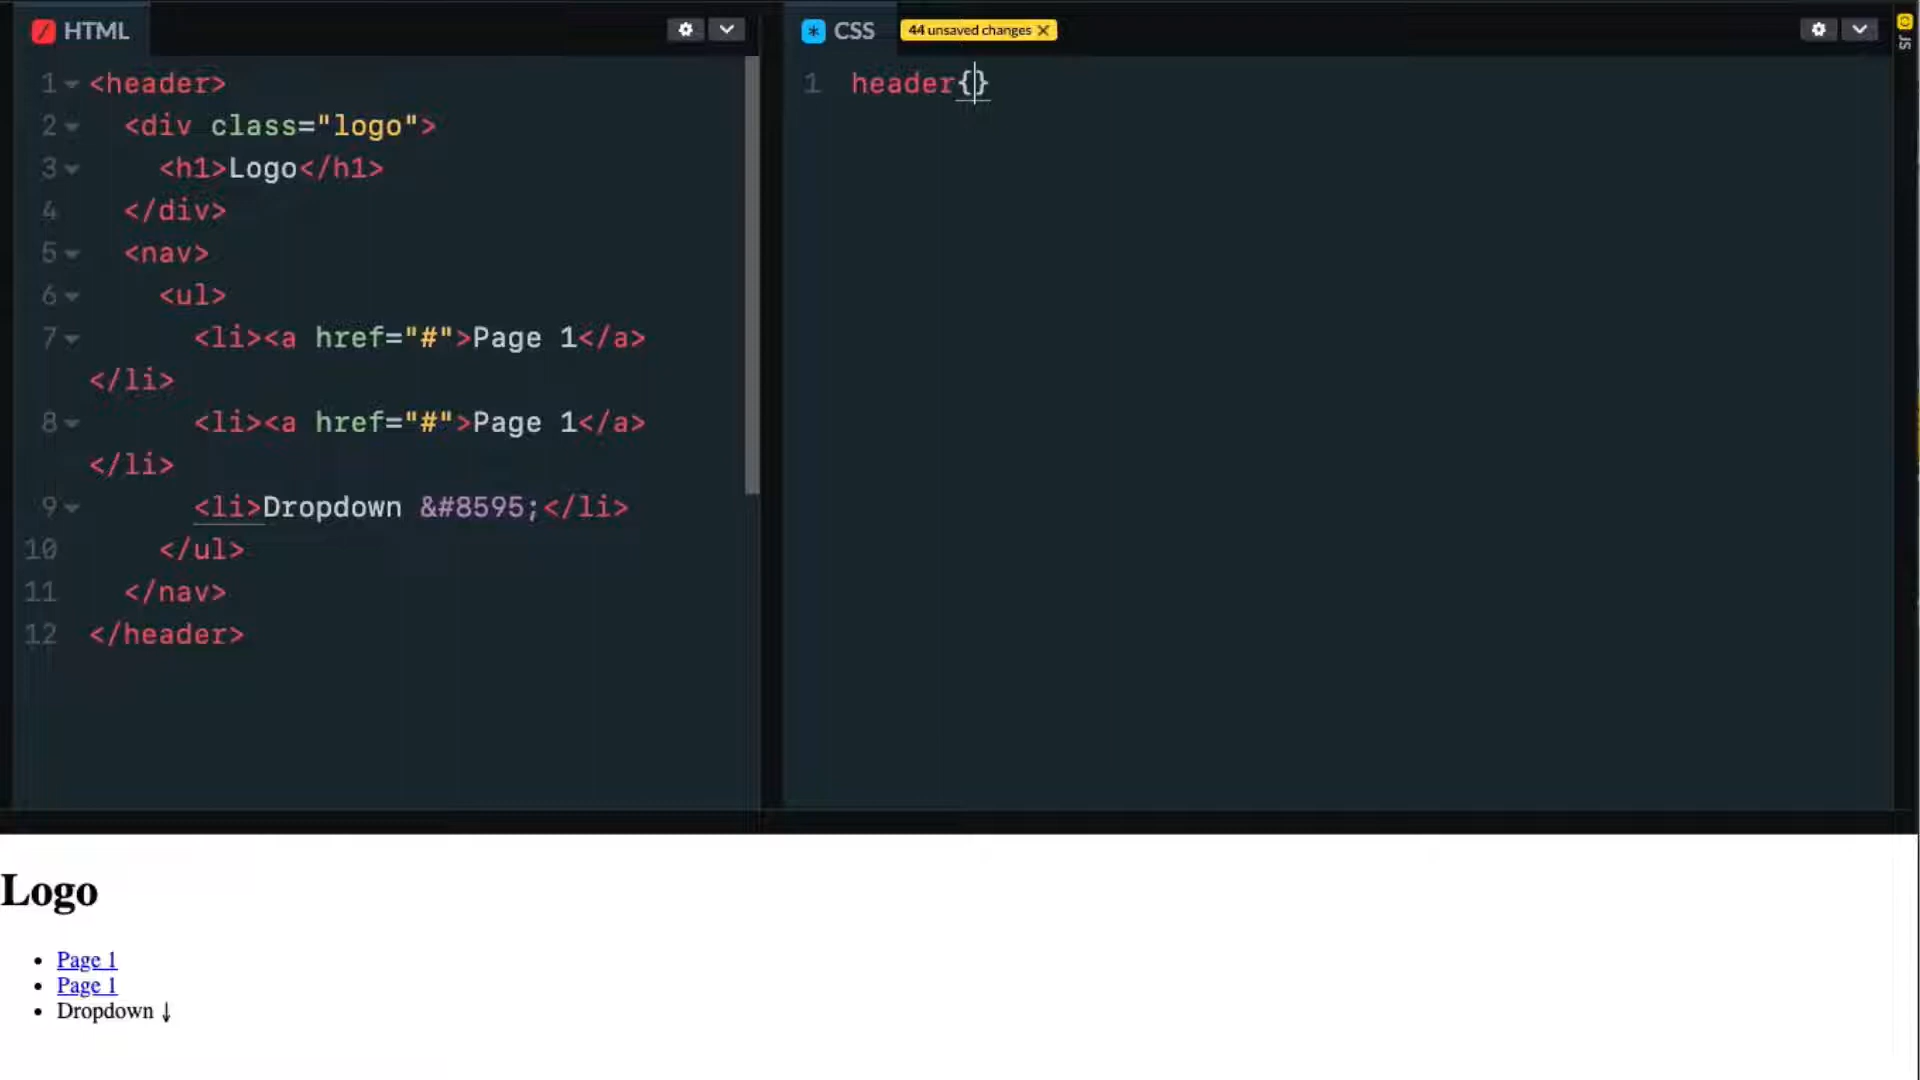 HTML
1 <header>
2 <div class="logo">
3 <h1>Logo</h1>
4 </div>
5 <nav>
6 <ul>
7 <li><a href="#">Page 1</a>
</li>
8 <li><a href="#">Page 1</a>
</li>
9 <li>Dropdown &#8595;</li>
10 </ul>
11 </nav>
12 </header>
* CSS 44 unsaved changes ×
1 header{}
JS
Logo
• Page 1
• Page 1
• Dropdown ↓